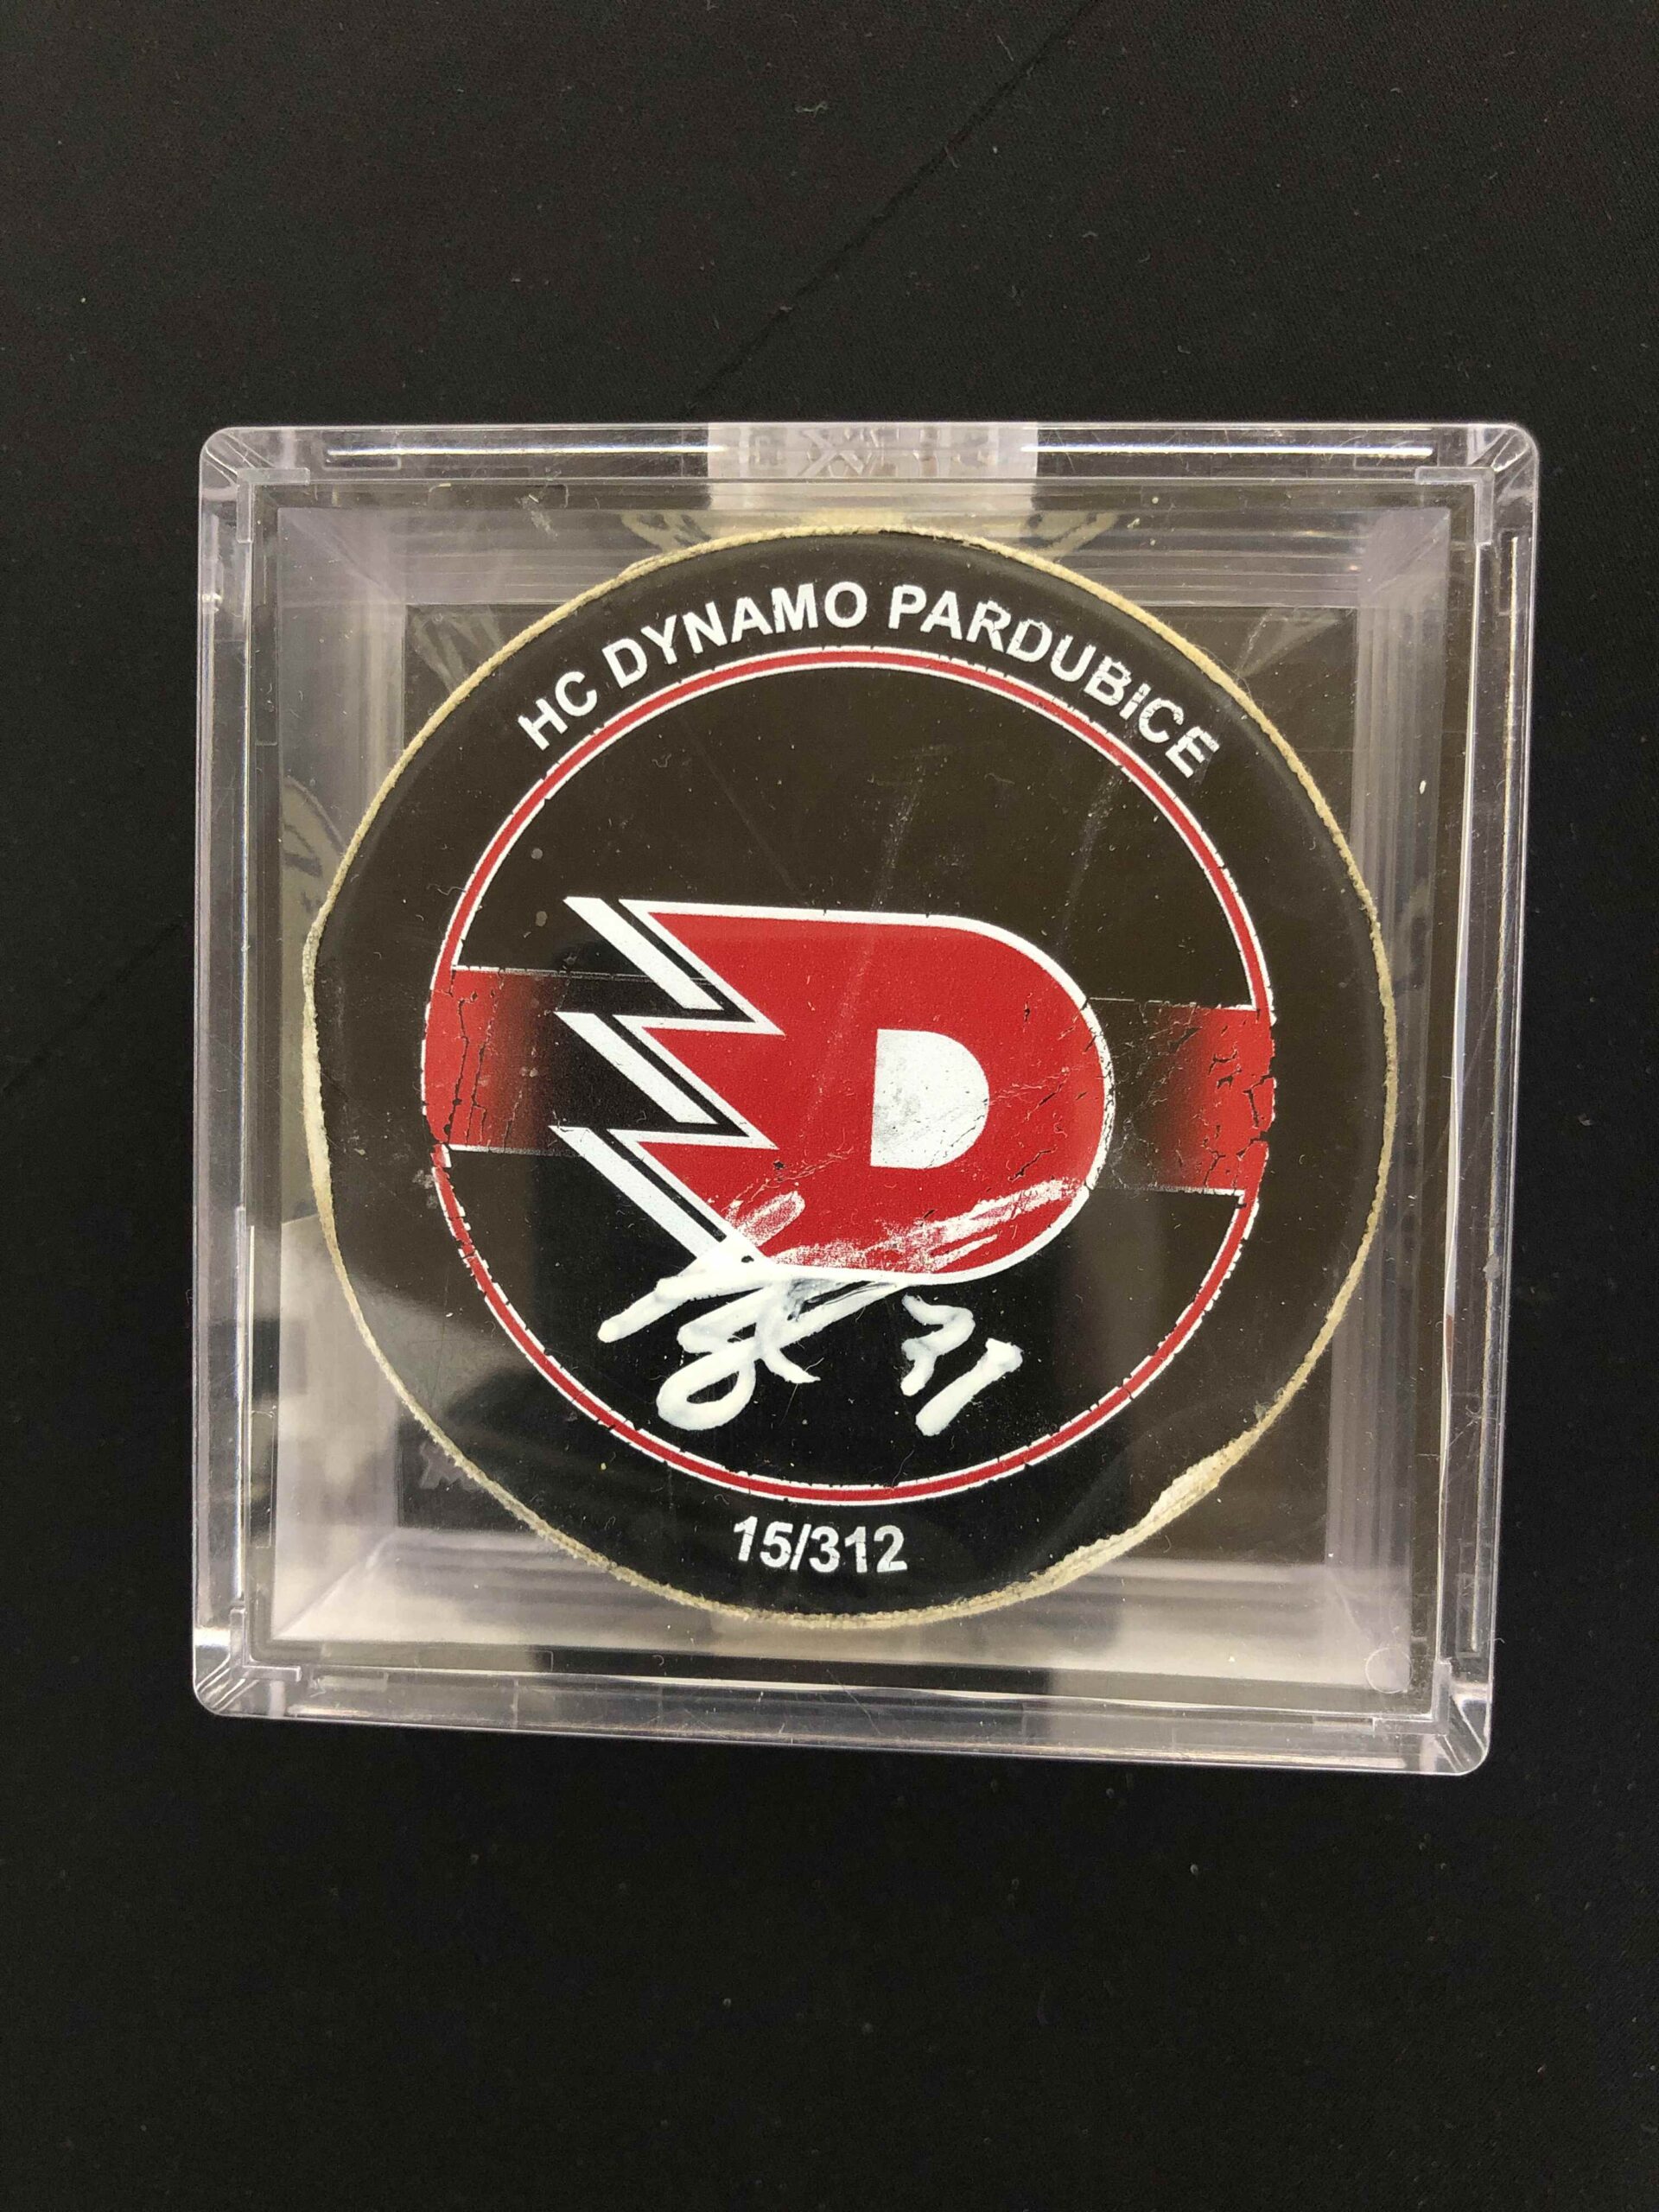 HC DYNAMO PARDUBICE
D
15/312